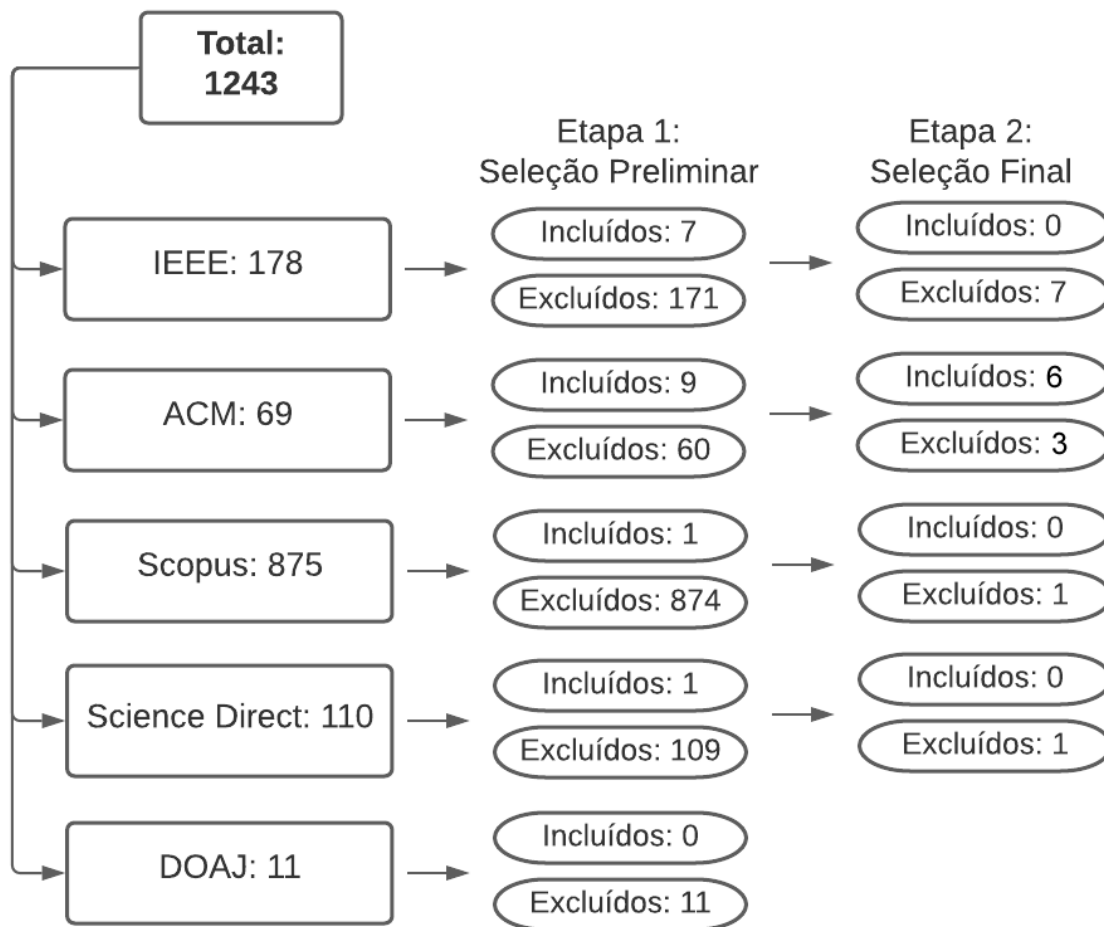 Total:
1243
Etapa 1:
Seleção Preliminar
Etapa 2:
Seleção Final
IEEE: 178
Incluídos: 7
Excluídos: 171
Incluídos: 0
Excluídos: 7
ACM: 69
Incluídos: 9
Excluídos: 60
Incluídos: 6
Excluídos: 3
Scopus: 875
Incluídos: 1
Excluídos: 874
Incluídos: 0
Excluídos: 1
Science Direct: 110
Incluídos: 1
Excluídos: 109
Incluídos: 0
Excluídos: 1
DOAJ: 11
Incluídos: 0
Excluídos: 11